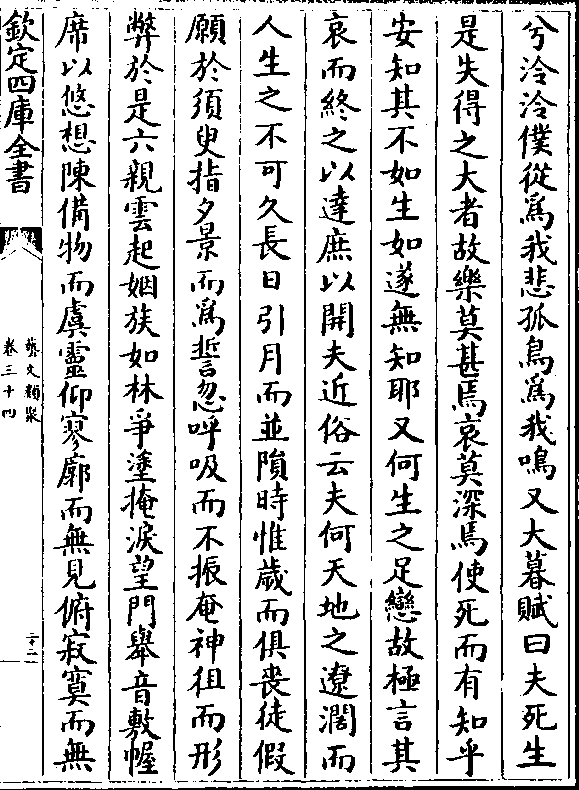 兮泠泠僕從爲我悲孤鳥爲我鳴又大暮賦曰夫死生
是失得之大者故樂莫甚焉哀莫深焉使死而有知乎
安知其不如生如遂無知耶又何生之足戀故極言其
哀而終之以達庶以開夫近俗云夫何天地之遼濶而
人生之不可久長日引月而並隕時惟歲而俱喪徒假
願於須臾指夕景而爲誓忽呼吸而不振奄神徂而形
弊於是六親雲起姻族如林爭塗掩淚望門舉音敷幄
席以悠想陳備物而虞靈仰寥廓而無見俯寂寞而無
欽定四庫全書
藝文類聚
卷三十四
二十二